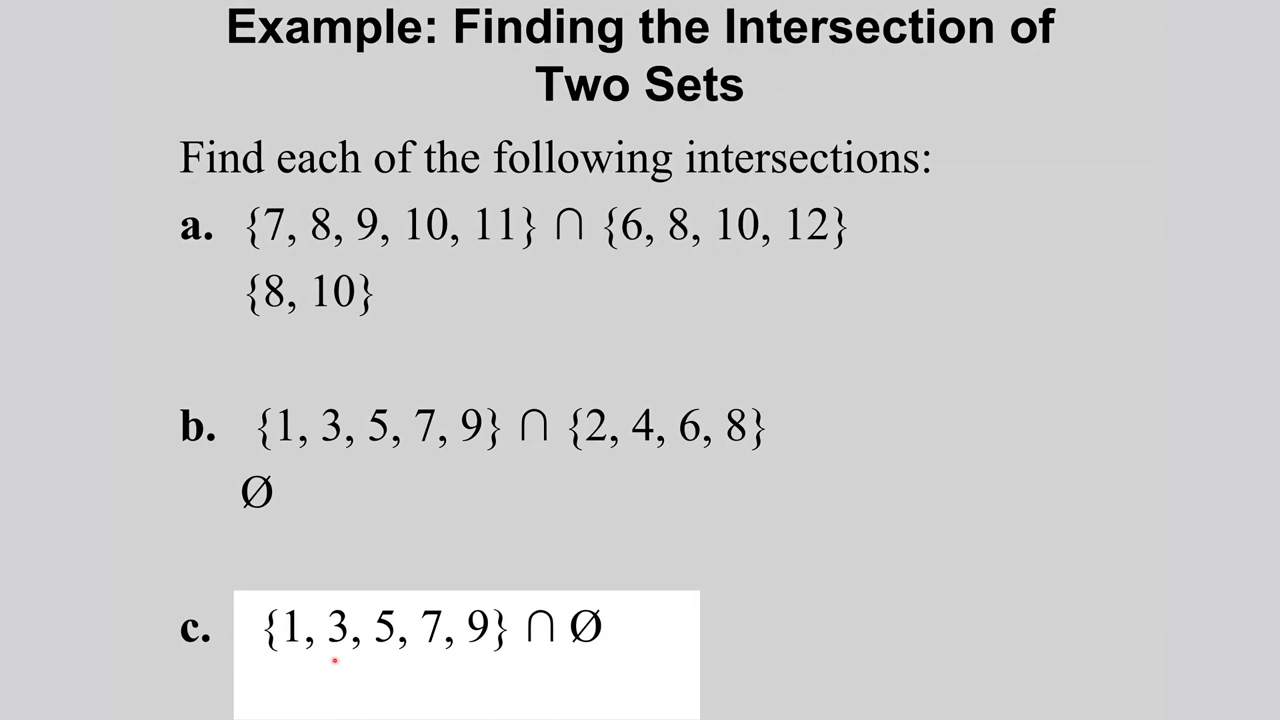 Example: Finding the Intersection of
Two Sets
Find each of the following intersections:
a. {7, 8, 9, 10, 11} ∩ {6, 8, 10, 12}
{8, 10}
b. {1, 3, 5, 7, 9} ∩ {2, 4, 6, 8}
Ø
c. {1, 3, 5, 7, 9} ∩ Ø